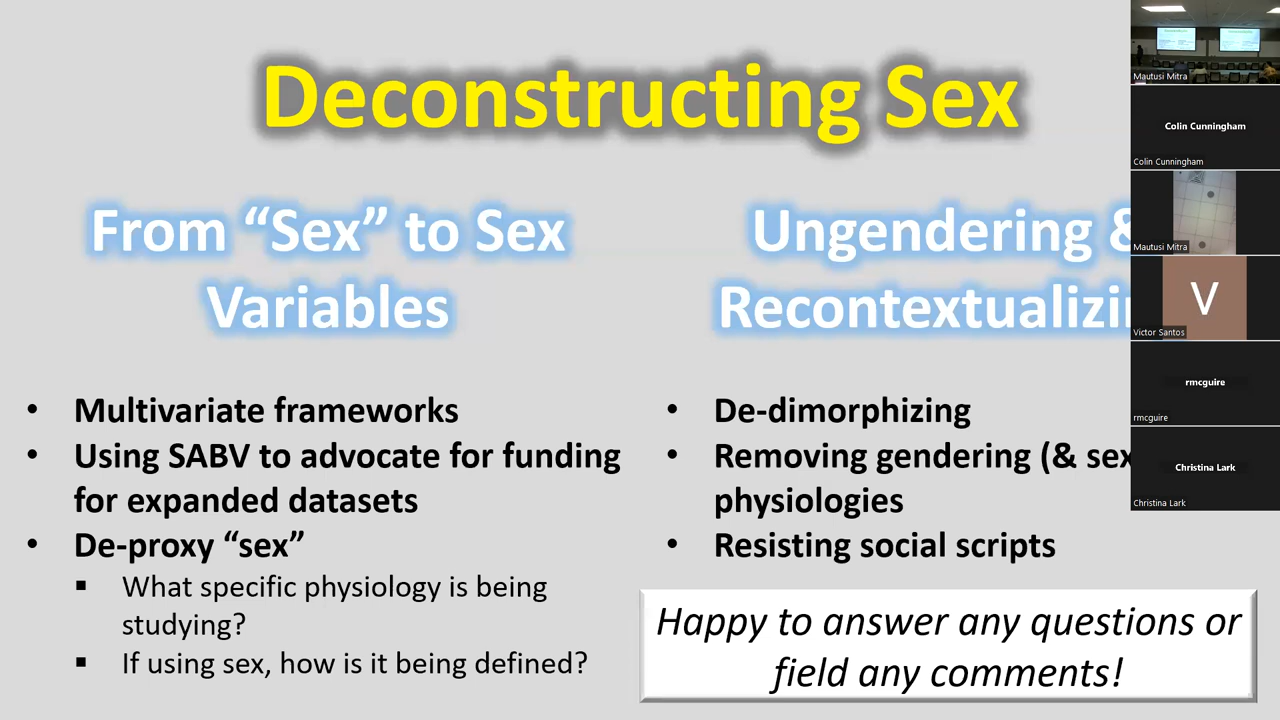 Deconstructing Sex
From “Sex” to Sex
Variables
• Multivariate frameworks
• Using SABV to advocate for funding
for expanded datasets
• De-proxy “sex”
▪ What specific physiology is being
studying?
▪ If using sex, how is it being defined?
Ungendering &
Recontextualizi
• De-dimorphizing
• Removing gendering (& sex
physiologies
• Resisting social scripts
Happy to answer any questions or
field any comments!
Mautusi Mitra
Colin Cunningham
Colin Cunningham
Mautusi Mitra
V
Victor Santos
rmcguire
rmcguire
Christina Lark
Christina Lark